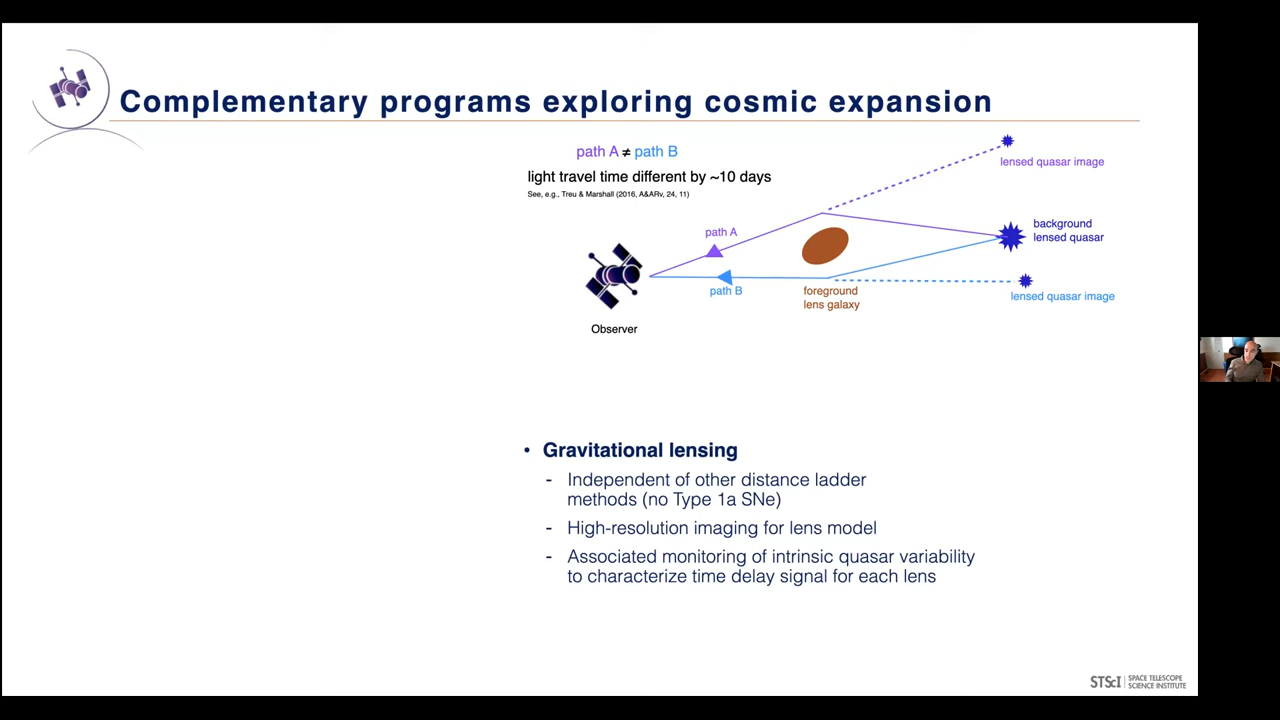 Complementary programs exploring cosmic expansion
path A ≠ path B
light travel time different by ~10 days
See, e.g., Treu & Marshall (2016, A&ARv, 24, 11)
lensed quasar image
path A
background
lensed quasar
path B
foreground
lens galaxy
lensed quasar image
Observer
• Gravitational lensing
- Independent of other distance ladder
methods (no Type 1a SNe)
- High-resolution imaging for lens model
- Associated monitoring of intrinsic quasar variability
to characterize time delay signal for each lens
STScI | SPACE TELESCOPE
SCIENCE INSTITUTE